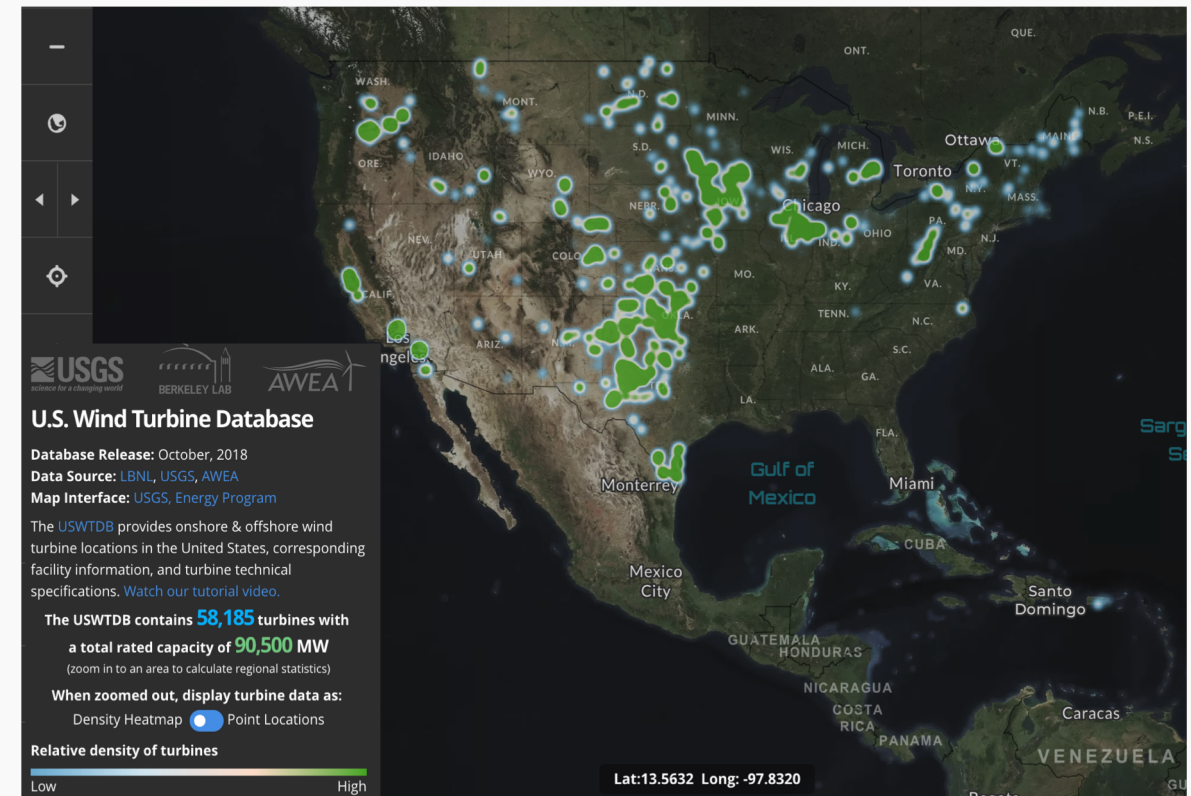 QUE.
ONT.
WASH.
N.D.
MONT.
MINN.
N.B.
P.E.I.
MAINE
N.S.
Ottawa
S.D.
WIS.
MICH.
ORE.
IDAHO
VT.
Toronto
WYO.
N.Y.
MASS.
NEBR.
Chicago
PA.
OHIO
IND.
N.J.
NEV.
UTAH
COLO
MD.
MO.
KY.
VA.
CALIF.
TENN.
N.C.
OKLA.
ARK.
Los
ngeles
ARIZ.
S.C.
ALA.
GA.
LA.
FLA.
Sarg
Se
Gulf of
Mexico
Miami
Monterrey
CUBA
Mexico
City
Santo
Domingo
GUATEMALA
HONDURAS
NICARAGUA
COSTA
RICA
PANAMA
Caracas
VENEZUELA
GU
USGS
science for a changing world
BERKELEY LAB
AWEA
U.S. Wind Turbine Database
Database Release: October, 2018
Data Source: LBNL, USGS, AWEA
Map Interface: USGS, Energy Program
The USWTDB provides onshore & offshore wind
turbine locations in the United States, corresponding
facility information, and turbine technical
specifications. Watch our tutorial video.
The USWTDB contains 58,185 turbines with
a total rated capacity of 90,500 MW
(zoom in to an area to calculate regional statistics)
When zoomed out, display turbine data as:
Density Heatmap Point Locations
Relative density of turbines
Low High
Lat:13.5632 Long: -97.8320